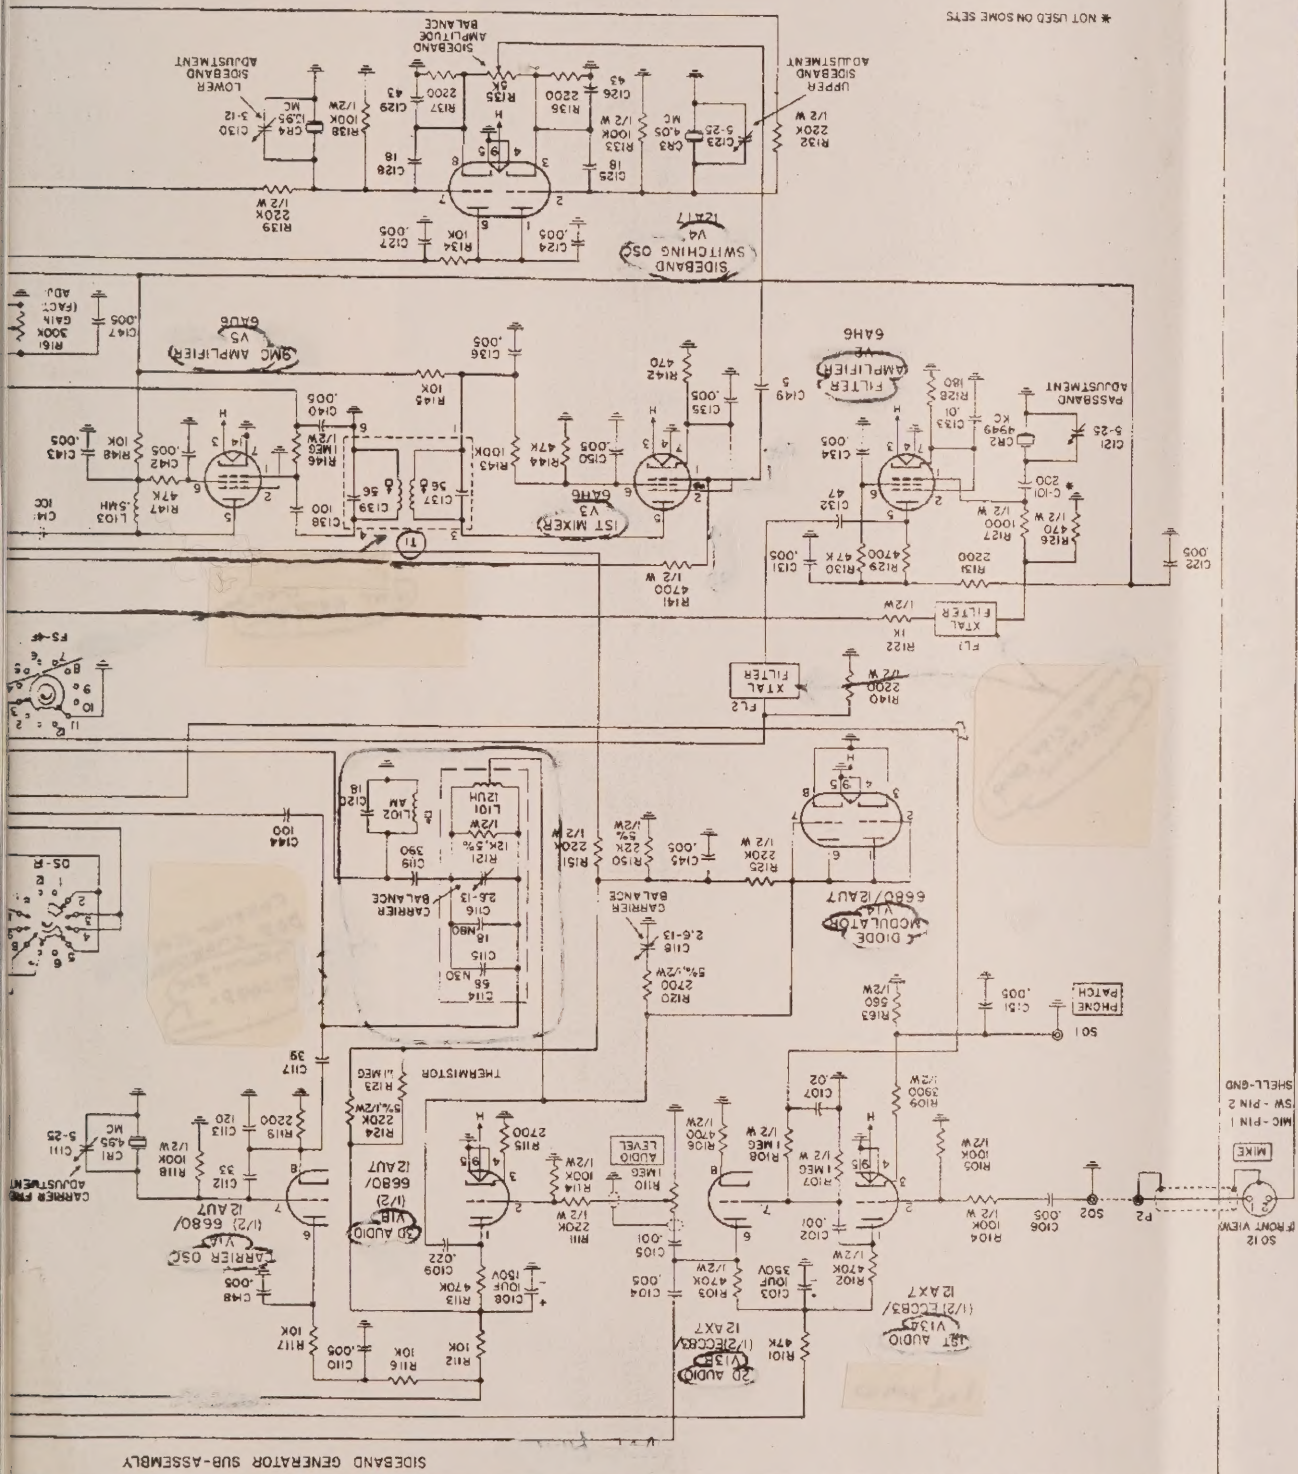 SIDEBAND GENERATOR SUB-ASSEMBLY
SO12
(FRONT VIEW)
MIKE
MIC-PIN 1
SW - PIN 2
SHELL-GND
P2
SO2
C106
.005
R104
100K
1/2W
R105
100K
1/2W
1ST AUDIO
V13A
(1/2) ECC83/
12AX7
R102
470K
1/2W
C103
10UF
350V
R101
47K
2D AUDIO
V13B
(1/2)ECC83/
12AX7
R103
470K
1/2W
C104
.005
C105
.001
C102
.001
R107
1 MEG
1/2 W
R108
1 MEG
1/2 W
C107
.02
R109
3900
1/2W
R106
4700
1/2W
R110
1 MEG
AUDIO
LEVEL
R111
220K
1/2 W
R114
100K
1/2W
R112
10K
R113
470K
C108
10UF
150V
C109
.022
3D AUDIO
V1B
(1/2)
6680/
12AU7
R115
2700
R116
10K
C110
.005
R117
10K
C148
.005
CARRIER OSC
V1A
(1/2) 6680/
12AU7
CARRIER FRE
ADJUSTMENT
C111
5-25
CR1
4.95
MC
R118
100K
1/2W
C112
33
C113
120
R119
2200
C117
39
R124
220K
5%,1/2W
R123
THERMISTOR
SO1
PHONE
PATCH
.005
R163
560
1/2W
R120
2700
5%,1/2W
C118
2.6-13
CARRIER
BALANCE
C114
68
N30
C115
18
N80
C116
2.6-13
CARRIER
BALANCE
R121
12K,5%
1/2W
L101
12UH
C119
390
L102
AM
C120
18
C144
100
DIODE
MODULATOR
V14
6680/12AU7
R125
220K
1/2 W
C145
.005
R150
22K
5%
1/2W
R151
220K
1/2 W
R140
2200
1/2 W
FL2
XTAL
FILTER
FL1
XTAL
FILTER
R122
1K
1/2W
FS-4F
C122
.005
R126
470
1/2 W
R127
1000
1/2 W
C-101
200
*
R131
2200
R129
4700
R130
47K
C131
.005
C132
47
C134
.005
C121
5-25
PASSBAND
ADJUSTMENT
CR2
4949
KC
C133
.01
R128
180
FILTER
AMPLIFIER
V2
6AH6
R141
4700
1/2 W
C149
5
C135
.005
R142
470
1ST MIXER
V3
6AH6
C150
.005
R144
47K
R143
100K
C136
.005
R145
10K
T1
C137
56
C139
56
C138
100
R146
1MEG
1/2W
C140
.005
9MC AMPLIFIER
V5
6AU6
R147
47K
L103
.5MH
C142
.005
R148
10K
C143
.005
C147
.005
R161
300K
GAIN
(FACT.
ADJ.
SIDEBAND
SWITCHING OSC
V4
12AT7
C124
.005
R134
10K
C127
.005
R139
220K
1/2 W
R132
220K
1/2 W
C123
5-25
CR3
4.05
MC
R133
100K
1/2 W
C125
18
C126
43
R136
2200
R135
5K
R137
2200
C129
43
C128
18
R138
100K
1/2W
CR4
13.95
MC
C130
3-12
UPPER
SIDEBAND
ADJUSTMENT
SIDEBAND
AMPLITUDE
BALANCE
LOWER
SIDEBAND
ADJUSTMENT
* NOT USED ON SOME SETS